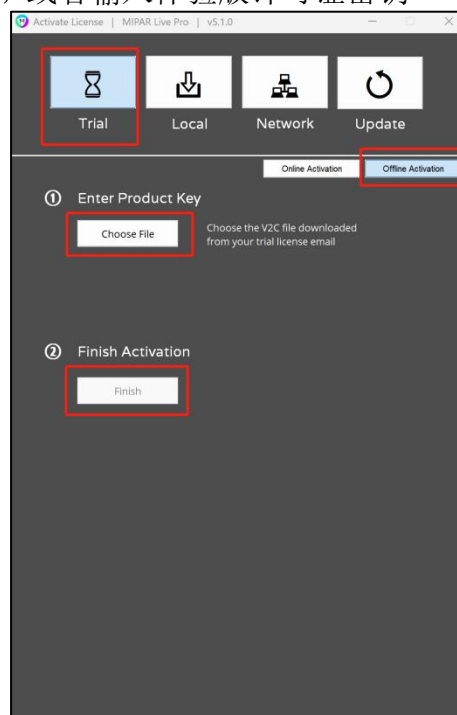 Activate License | MIPAR Live Pro | v5.1.0
Trial Local Network Update
Online Activation Offline Activation
① Enter Product Key
Choose File
Choose the V2C file downloaded
from your trial license email
② Finish Activation
Finish